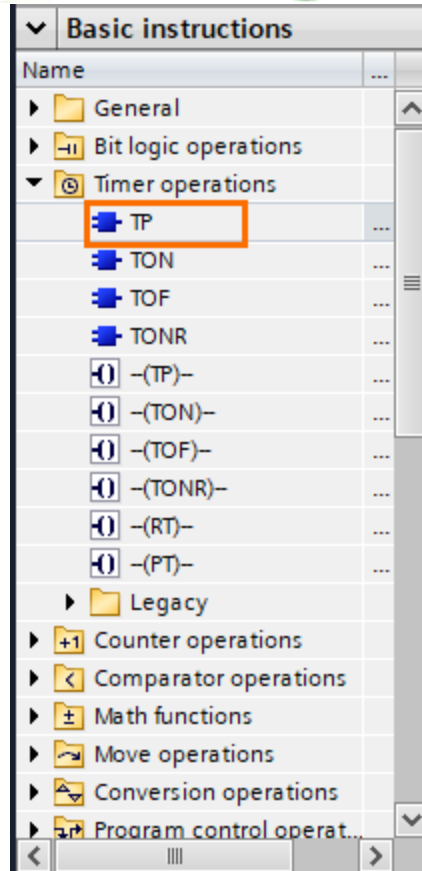 Basic instructions
Name ...
General
Bit logic operations
Timer operations
TP ...
TON ...
TOF ...
TONR ...
-(TP)- ...
-(TON)- ...
-(TOF)- ...
-(TONR)- ...
-(RT)- ...
-(PT)- ...
Legacy
+1 Counter operations
Comparator operations
Math functions
Move operations
Conversion operations
Program control operat...